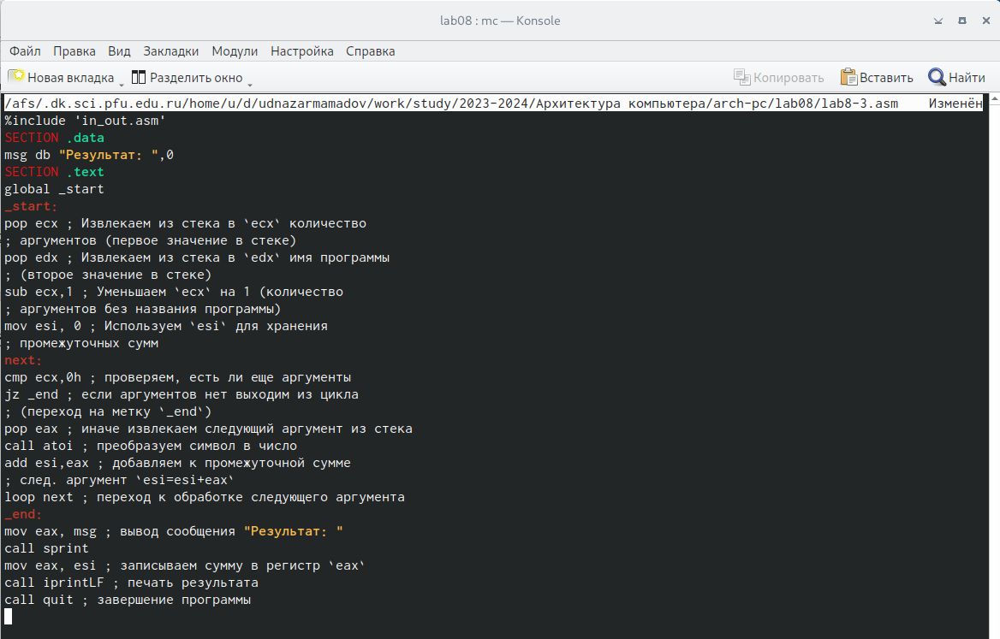 lab08 : mc — Konsole
Файл Правка Вид Закладки Модули Настройка Справка
Новая вкладка Разделить окно Копировать Вставить Найти
/afs/.dk.sci.pfu.edu.ru/home/u/d/udnazarmamadov/work/study/2023-2024/Архитектура компьютера/arch-pc/lab08/lab8-3.asm Изменён
%include 'in_out.asm'
SECTION .data
msg db "Результат: ",0
SECTION .text
global _start
_start:
pop ecx ; Извлекаем из стека в `ecx` количество
; аргументов (первое значение в стеке)
pop edx ; Извлекаем из стека в `edx` имя программы
; (второе значение в стеке)
sub ecx,1 ; Уменьшаем `ecx` на 1 (количество
; аргументов без названия программы)
mov esi, 0 ; Используем `esi` для хранения
; промежуточных сумм
next:
cmp ecx,0h ; проверяем, есть ли еще аргументы
jz _end ; если аргументов нет выходим из цикла
; (переход на метку `_end`)
pop eax ; иначе извлекаем следующий аргумент из стека
call atoi ; преобразуем символ в число
add esi,eax ; добавляем к промежуточной сумме
; след. аргумент `esi=esi+eax`
loop next ; переход к обработке следующего аргумента
_end:
mov eax, msg ; вывод сообщения "Результат: "
call sprint
mov eax, esi ; записываем сумму в регистр `eax`
call iprintLF ; печать результата
call quit ; завершение программы